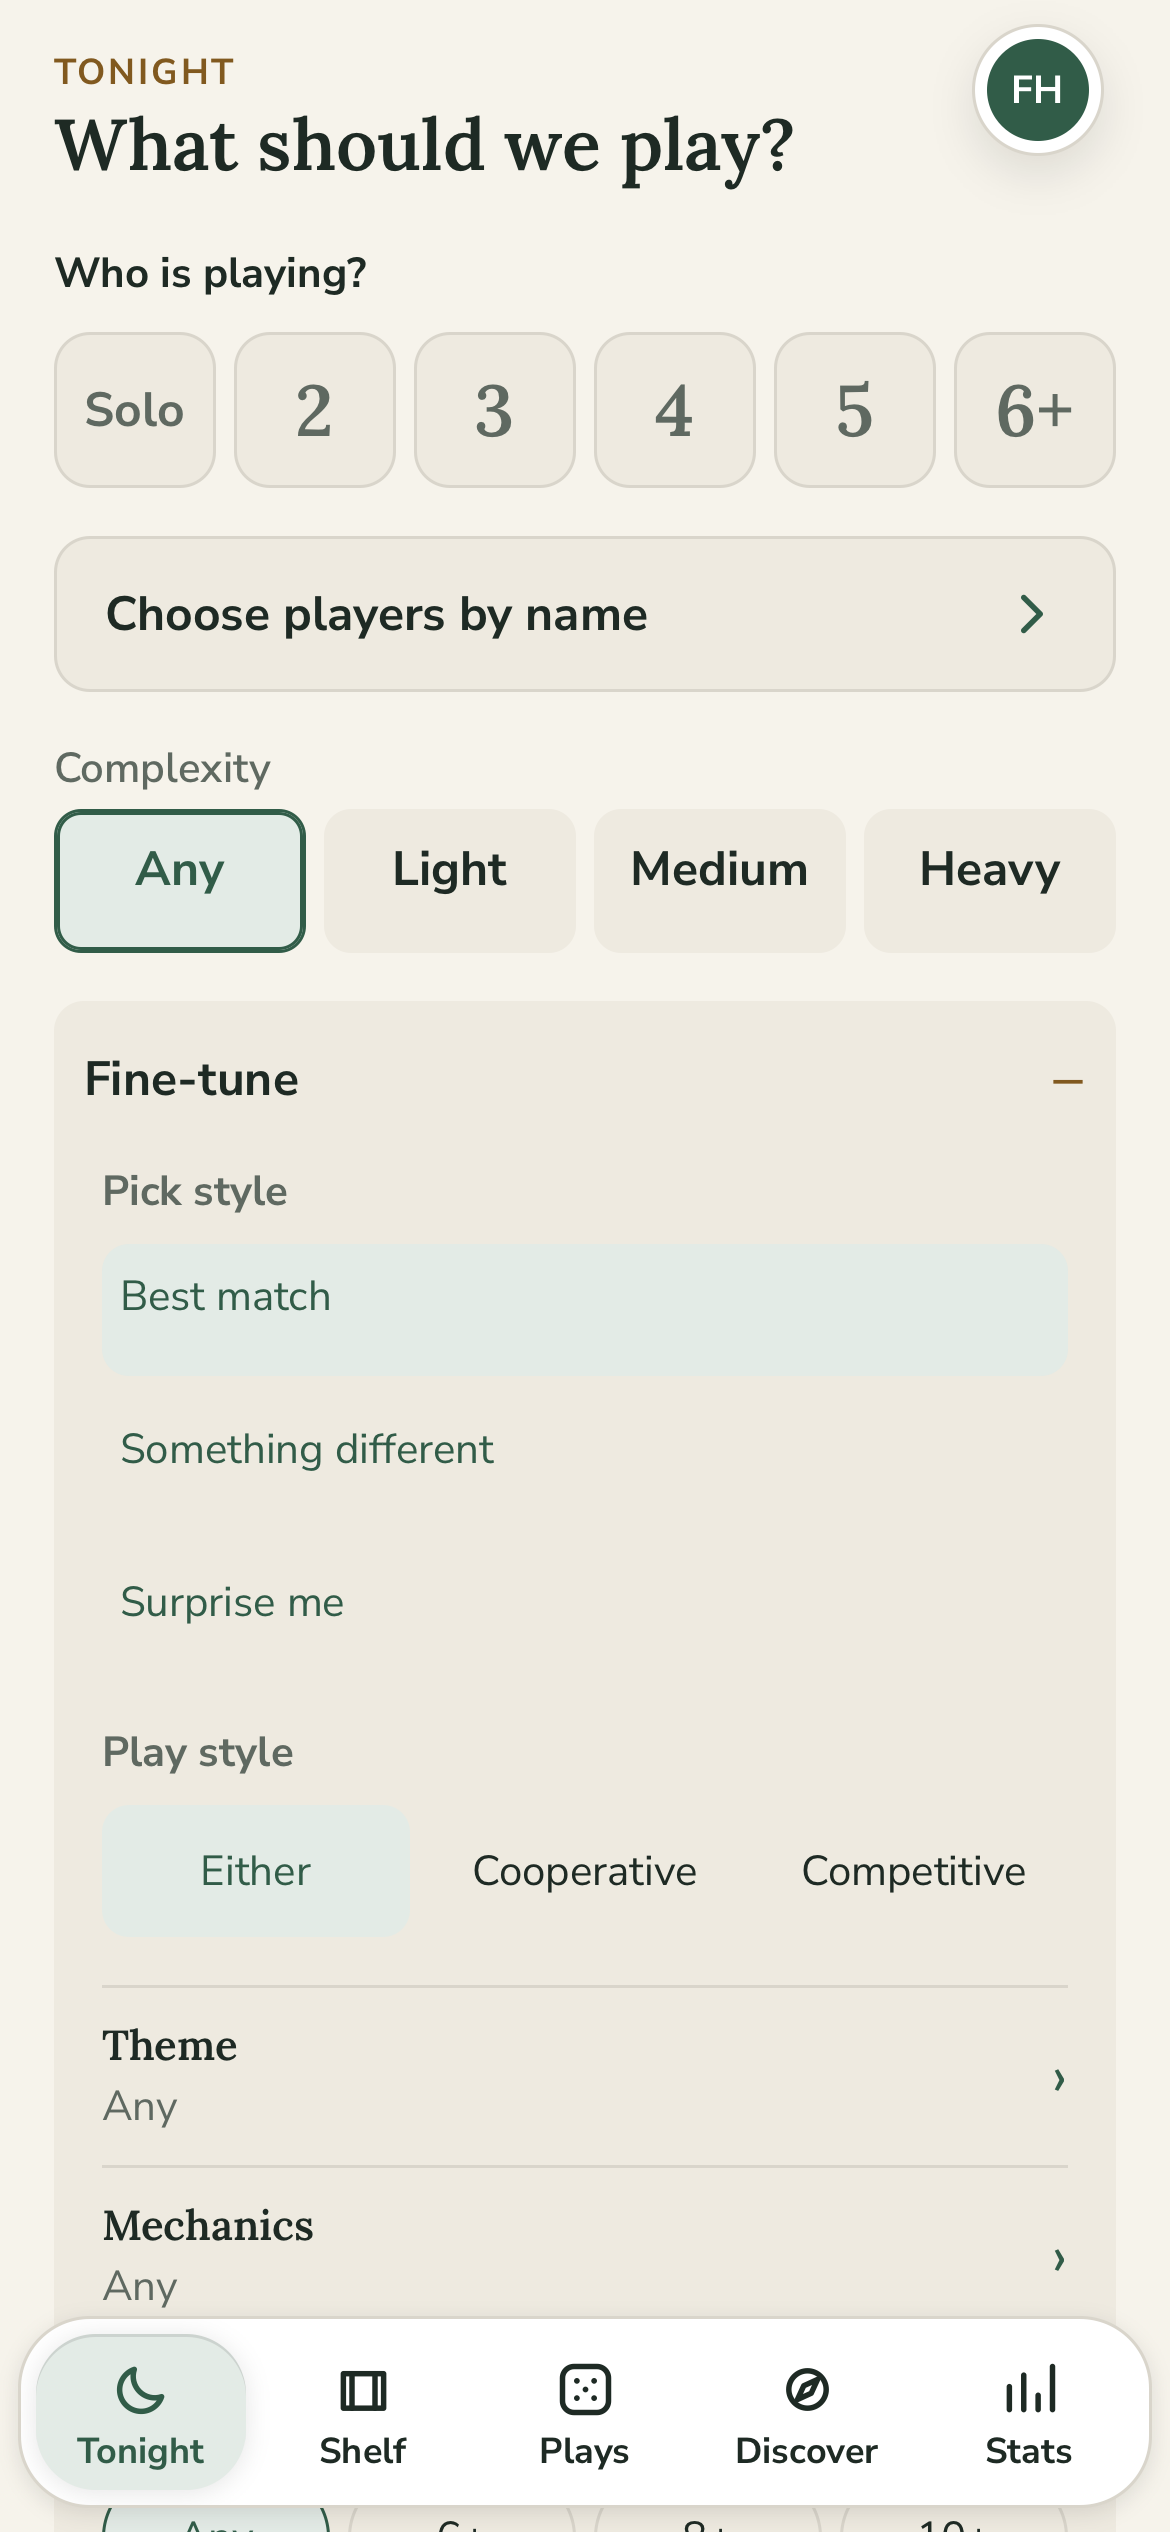 TONIGHT
FH
What should we play?
Who is playing?
Solo 2 3 4 5 6+
Choose players by name
Complexity
Any Light Medium Heavy
Fine-tune
Pick style
Best match
Something different
Surprise me
Play style
Either Cooperative Competitive
Theme
Any
Mechanics
Any
Tonight Shelf Plays Discover Stats